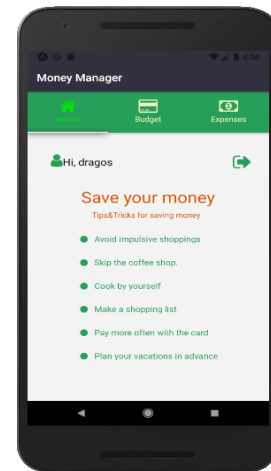 6:58
Money Manager
Home
Budget
Expenses
Hi, dragos
Save your money
Tips&Tricks for saving money
Avoid impulsive shoppings
Skip the coffee shop.
Cook by yourself
Make a shopping list
Pay more often with the card
Plan your vacations in advance